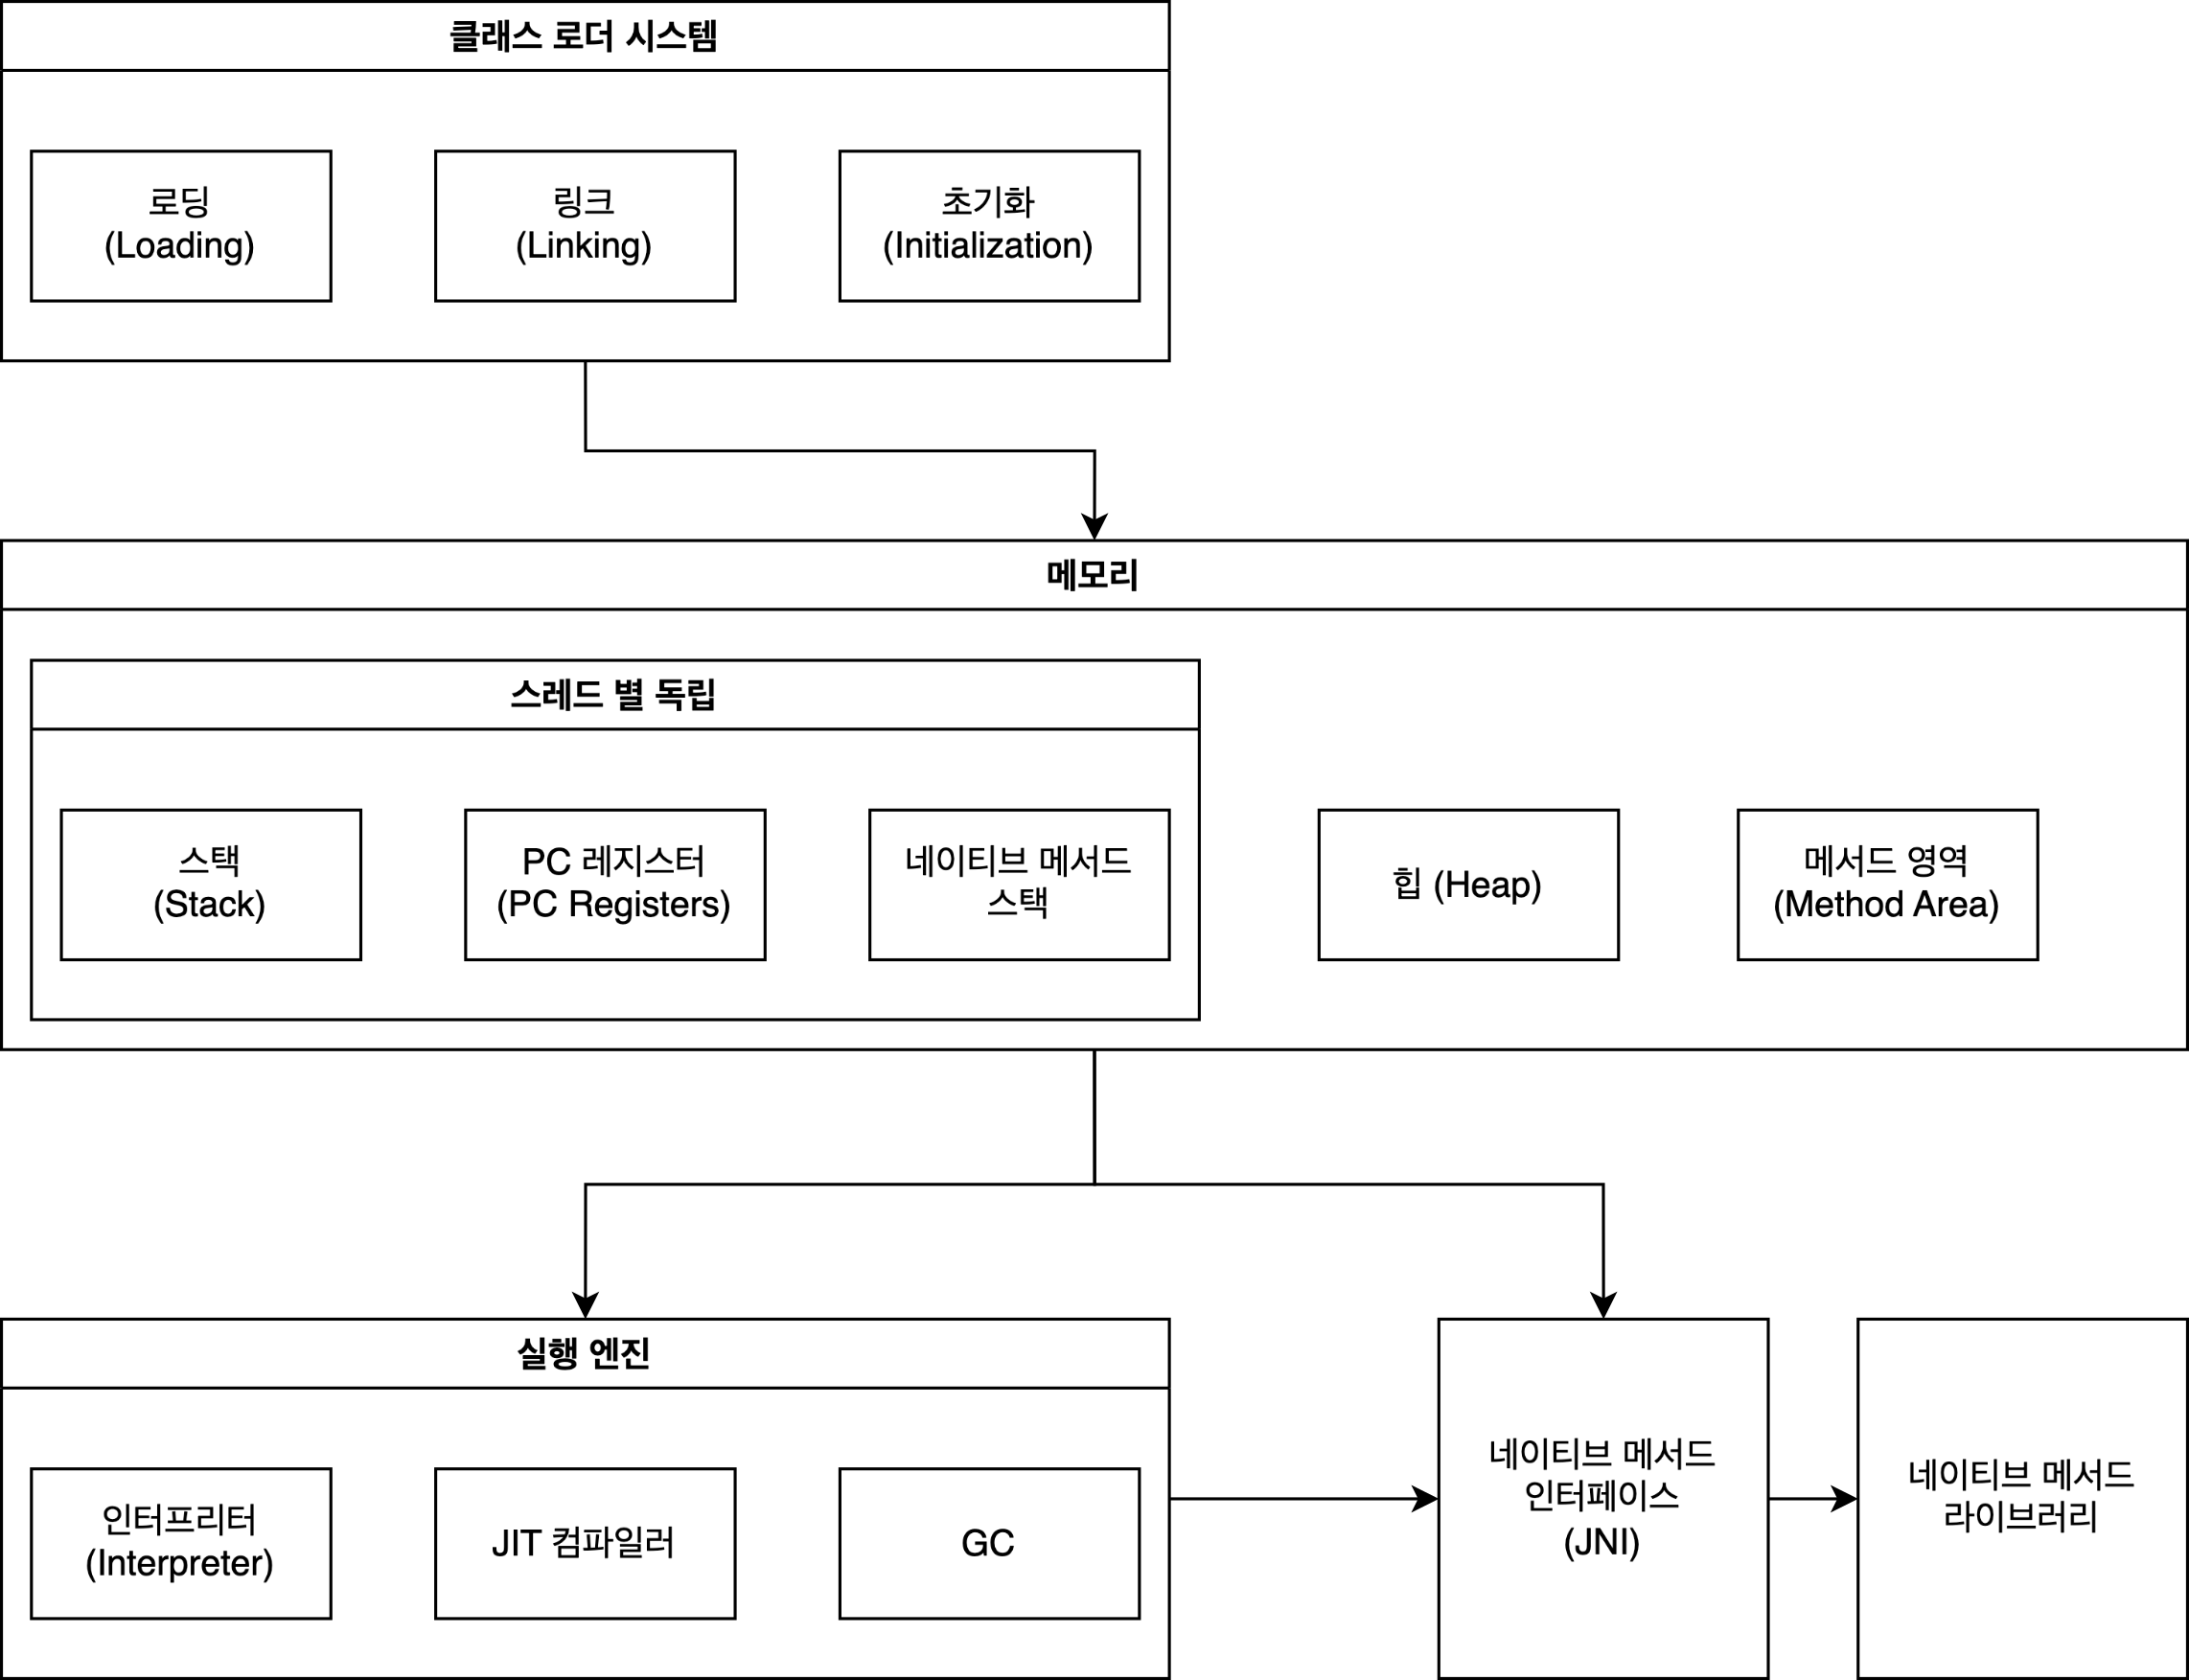 클래스 로더 시스템
로딩
(Loading)
링크
(Linking)
초기화
(Initialization)
메모리
스레드 별 독립
스택
(Stack)
PC 레지스터
(PC Registers)
네이티브 메서드
스택
힙 (Heap)
메서드 영역
(Method Area)
실행 엔진
인터프리터
(Interpreter)
JIT 컴파일러
GC
네이티브 메서드
인터페이스
(JNI)
네이티브 메서드
라이브러리